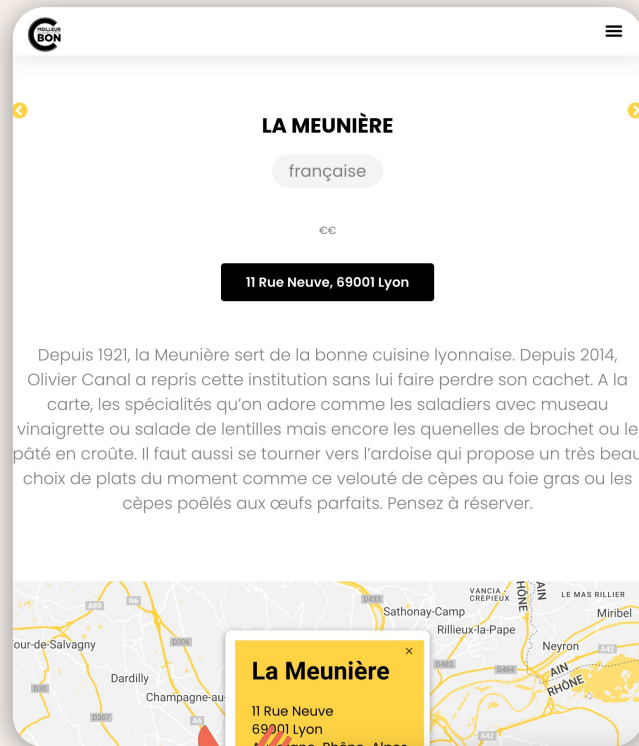 MEILLEUR
BON
LA MEUNIÈRE
française
€€
11 Rue Neuve, 69001 Lyon
Depuis 1921, la Meunière sert de la bonne cuisine lyonnaise. Depuis 2014,
Olivier Canal a repris cette institution sans lui faire perdre son cachet. A la
carte, les spécialités qu’on adore comme les saladiers avec museau
vinaigrette ou salade de lentilles mais encore les quenelles de brochet ou le
pâté en croûte. Il faut aussi se tourner vers l’ardoise qui propose un très beau
choix de plats du moment comme ce velouté de cèpes au foie gras ou les
cèpes poêlés aux œufs parfaits. Pensez à réserver.
A89
N6
D433
Sathonay-Camp
VANCIA -
CREPIEUX
RHÔNE
AIN
LE MAS RILLIER
Miribel
Rillieux-la-Pape
our-de-Salvagny
D306
Neyron
A42
D483
D484
AIN
RHÔNE
Dardilly
D30
Champagne-au-
D307
A6
A42
La Meunière
11 Rue Neuve
69001 Lyon